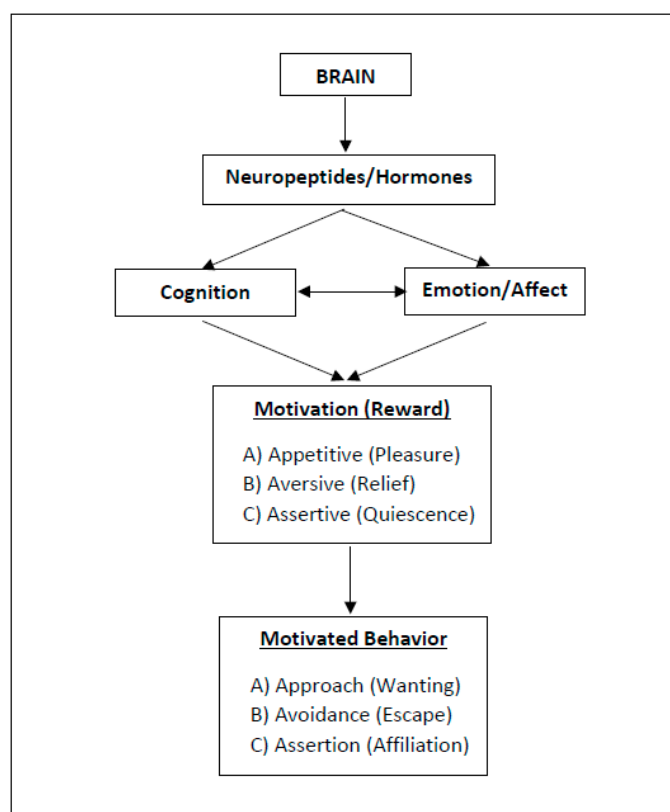 BRAIN
Neuropeptides/Hormones
Cognition
Emotion/Affect
Motivation (Reward)
A) Appetitive (Pleasure)
B) Aversive (Relief)
C) Assertive (Quiescence)
Motivated Behavior
A) Approach (Wanting)
B) Avoidance (Escape)
C) Assertion (Affiliation)